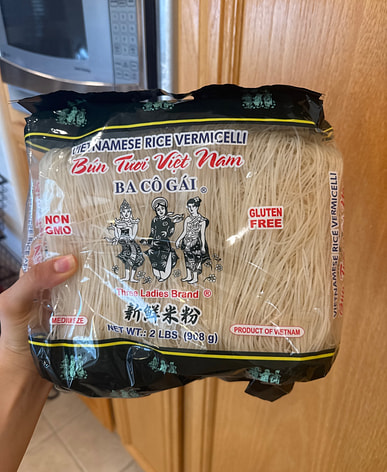 VIETNAMESE RICE VERMICELLI
Bún Tươi Việt Nam
BA CÔ GÁI ®
NON
GMO
GLUTEN
FREE
Three Ladies Brand ®
新鮮米粉
NET WT.: 2 LBS (908 g)
PRODUCT OF VIETNAM
VIETNAMESE RICE VERMICELLI